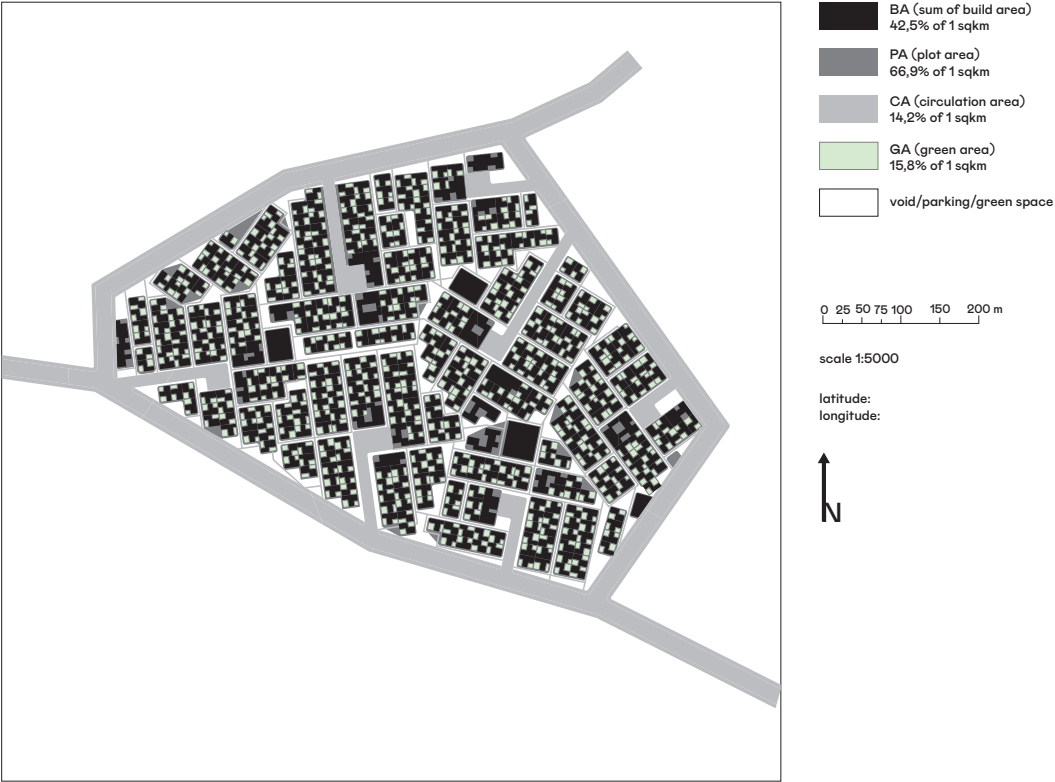 BA (sum of build area)
42,5% of 1 sqkm
PA (plot area)
66,9% of 1 sqkm
CA (circulation area)
14,2% of 1 sqkm
GA (green area)
15,8% of 1 sqkm
void/parking/green space
0 25 50 75 100 150 200 m
scale 1:5000
latitude:
longitude:
N